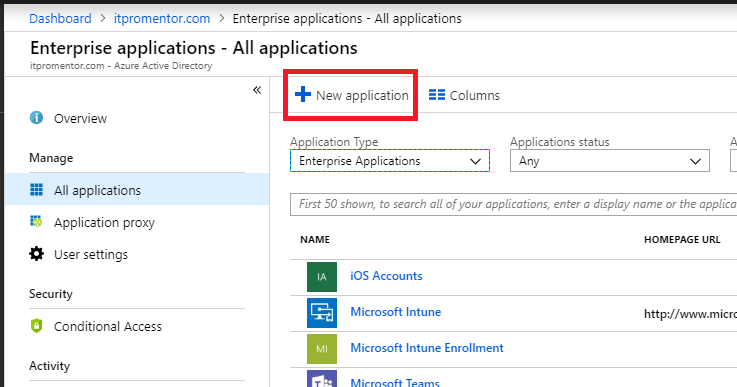 Dashboard > itpromentor.com > Enterprise applications - All applications
Enterprise applications - All applications
itpromentor.com - Azure Active Directory
«
Overview
Manage
All applications
Application proxy
User settings
Security
Conditional Access
Activity
+ New application Columns
Application Type Applications status A
Enterprise Applications Any
First 50 shown, to search all of your applications, enter a display name or the applica
NAME HOMEPAGE URL
IA iOS Accounts
Microsoft Intune http://www.micro
MI Microsoft Intune Enrollment
Microsoft Teams